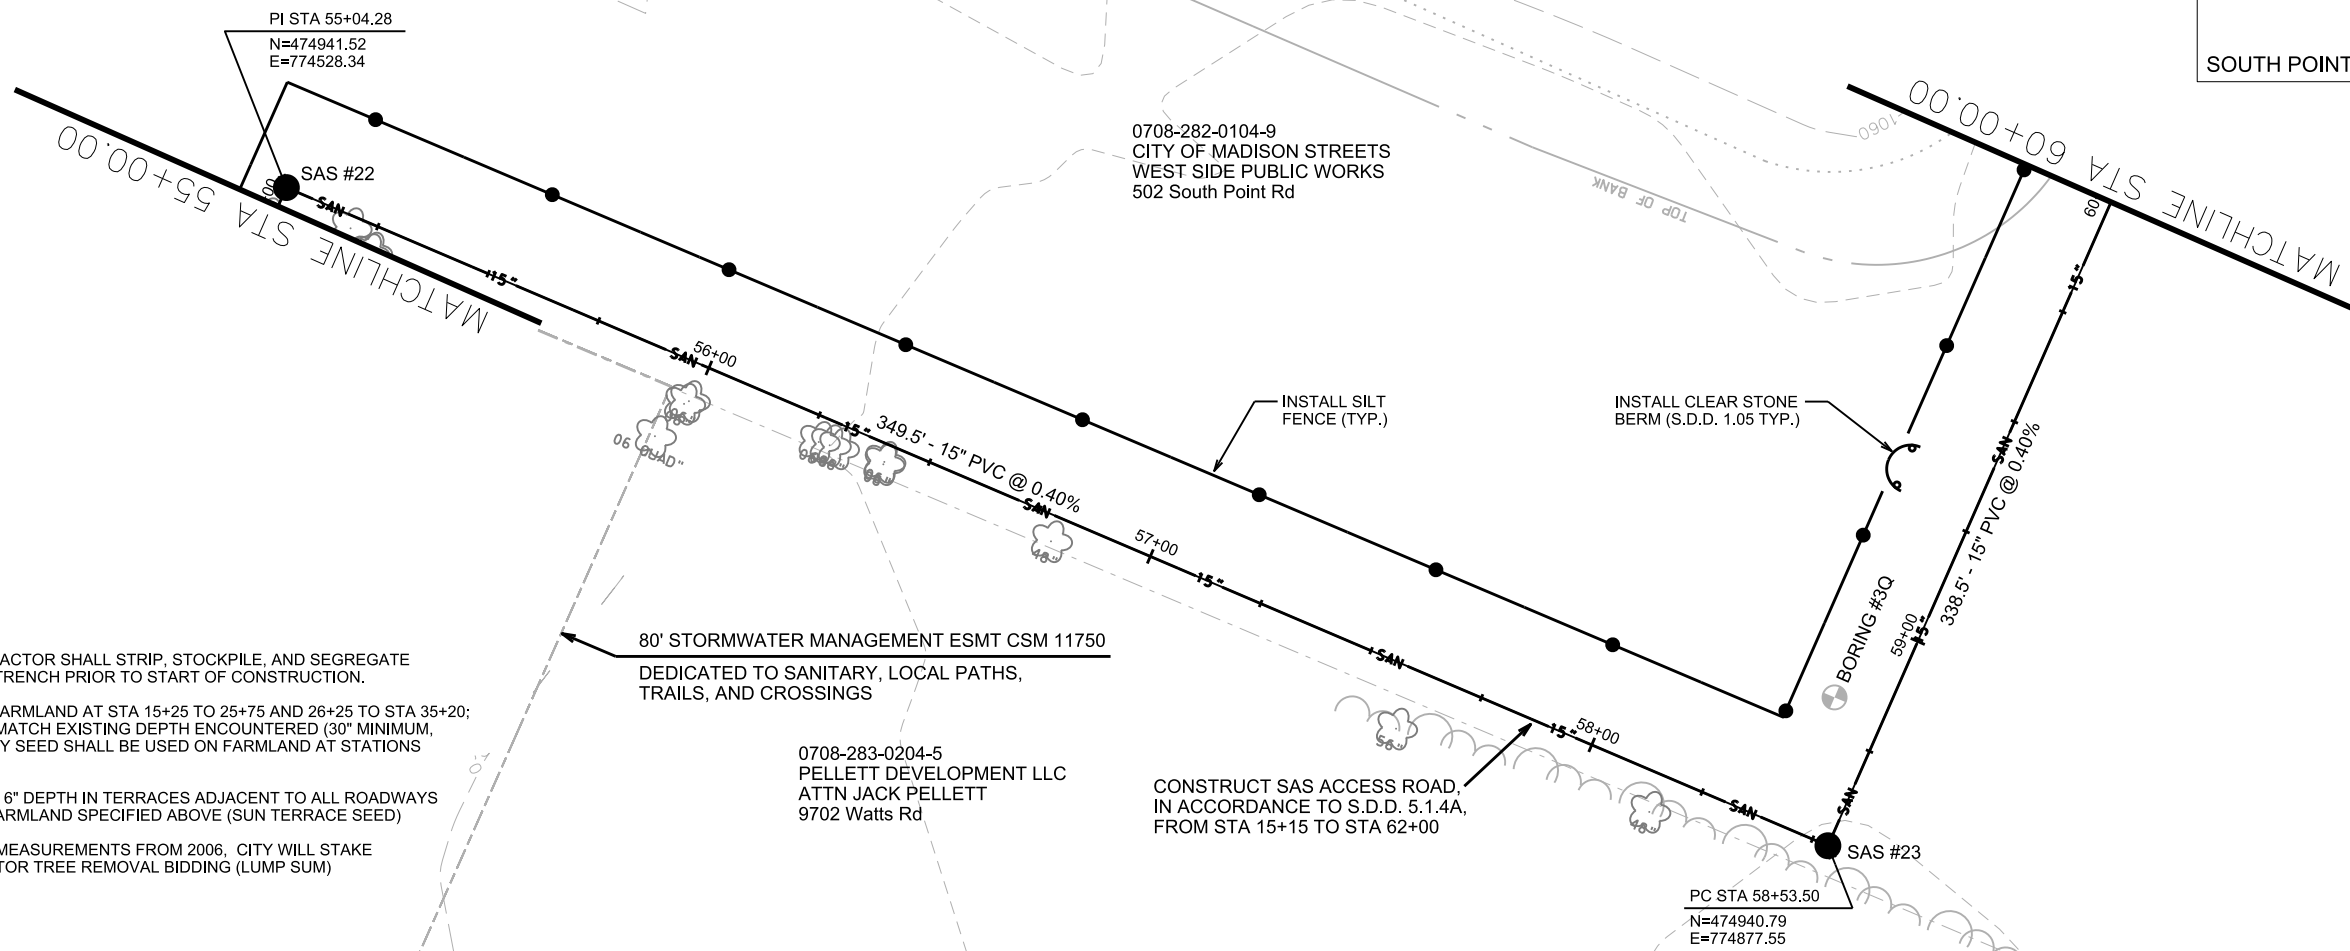 PI STA 55+04.28
N=474941.52
E=774528.34
SOUTH POINT
MATCHLINE STA 55+00.00
SAS #22
SAN
15"
0708-282-0104-9
CITY OF MADISON STREETS
WEST SIDE PUBLIC WORKS
502 South Point Rd
TOP OF BANK
1060
MATCHLINE STA 60+00.00
60
15"
SAN
56+00
15"
349.5' - 15" PVC @ 0.40%
SAN
INSTALL SILT
FENCE (TYP.)
INSTALL CLEAR STONE
BERM (S.D.D. 1.05 TYP.)
SAN
338.5' - 15" PVC @ 0.40%
06 QUAD"
48"
57+00
15"
BORING #3Q
59+00
15"
80' STORMWATER MANAGEMENT ESMT CSM 11750
DEDICATED TO SANITARY, LOCAL PATHS,
TRAILS, AND CROSSINGS
SAN
ACTOR SHALL STRIP, STOCKPILE, AND SEGREGATE
TRENCH PRIOR TO START OF CONSTRUCTION.
ARMLAND AT STA 15+25 TO 25+75 AND 26+25 TO STA 35+20;
MATCH EXISTING DEPTH ENCOUNTERED (30" MINIMUM,
Y SEED SHALL BE USED ON FARMLAND AT STATIONS
6" DEPTH IN TERRACES ADJACENT TO ALL ROADWAYS
ARMLAND SPECIFIED ABOVE (SUN TERRACE SEED)
MEASUREMENTS FROM 2006, CITY WILL STAKE
TOR TREE REMOVAL BIDDING (LUMP SUM)
0708-283-0204-5
PELLETT DEVELOPMENT LLC
ATTN JACK PELLETT
9702 Watts Rd
CONSTRUCT SAS ACCESS ROAD,
IN ACCORDANCE TO S.D.D. 5.1.4A,
FROM STA 15+15 TO STA 62+00
56"
15"
58+00
48"
SAN
SAN
SAS #23
PC STA 58+53.50
N=474940.79
E=774877.55